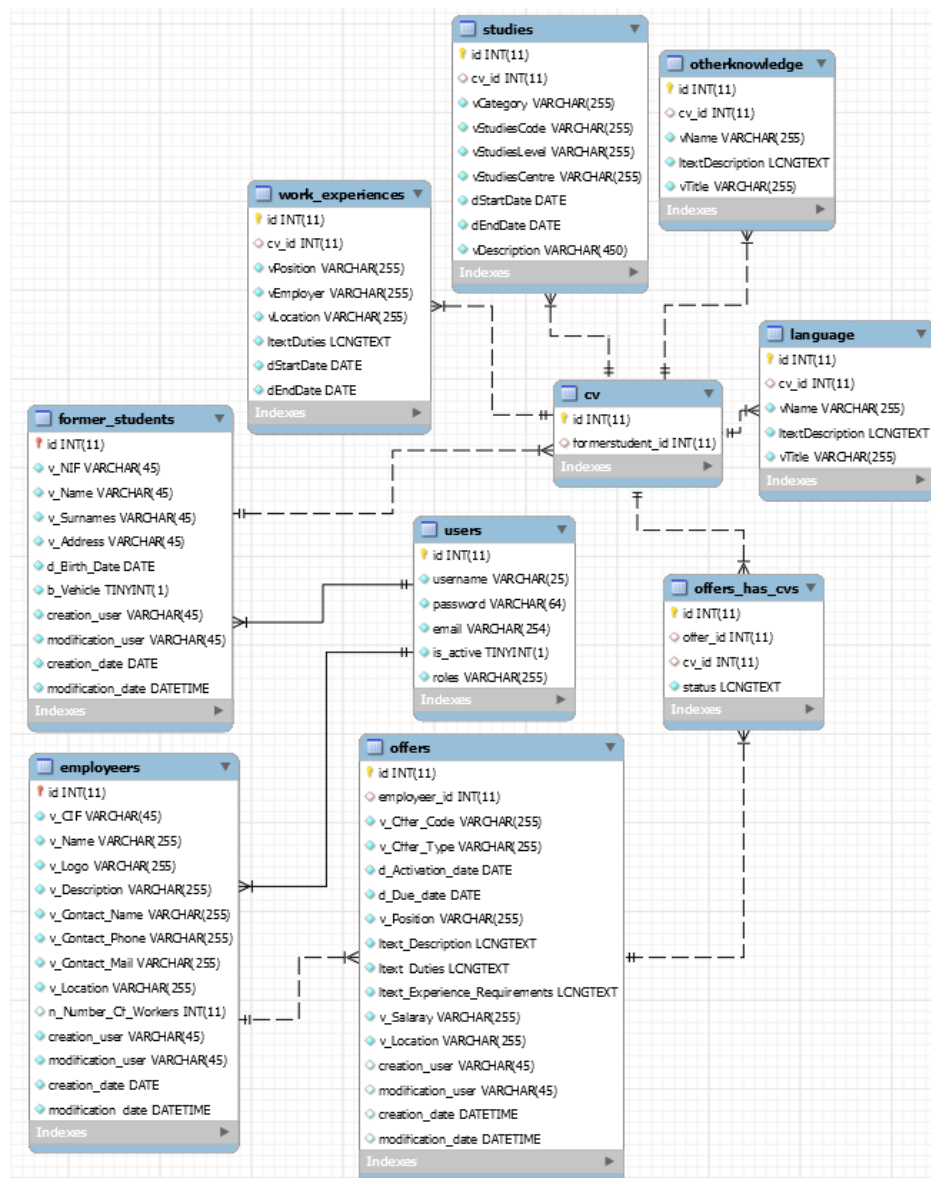 studies
id INT(11)
cv_id INT(11)
vCategory VARCHAR(255)
vStudiesCode VARCHAR(255)
vStudiesLevel VARCHAR(255)
vStudiesCentre VARCHAR(255)
dStartDate DATE
dEndDate DATE
vDescription VARCHAR(450)
Indexes
otherknowledge
id INT(11)
cv_id INT(11)
vName VARCHAR(255)
ltextDescription LONGTEXT
vTitle VARCHAR(255)
Indexes
work_experiences
id INT(11)
cv_id INT(11)
vPosition VARCHAR(255)
vEmployer VARCHAR(255)
vLocation VARCHAR(255)
ltextDuties LONGTEXT
dStartDate DATE
dEndDate DATE
Indexes
language
id INT(11)
cv_id INT(11)
vName VARCHAR(255)
ltextDescription LONGTEXT
vTitle VARCHAR(255)
Indexes
cv
id INT(11)
formerstudent_id INT(11)
Indexes
former_students
id INT(11)
v_NIF VARCHAR(45)
v_Name VARCHAR(45)
v_Surnames VARCHAR(45)
v_Address VARCHAR(45)
d_Birth_Date DATE
b_Vehicle TINYINT(1)
creation_user VARCHAR(45)
modification_user VARCHAR(45)
creation_date DATE
modification_date DATETIME
Indexes
users
id INT(11)
username VARCHAR(25)
password VARCHAR(64)
email VARCHAR(254)
is_active TINYINT(1)
roles VARCHAR(255)
Indexes
offers_has_cvs
id INT(11)
offer_id INT(11)
cv_id INT(11)
status LONGTEXT
Indexes
employeers
id INT(11)
v_CIF VARCHAR(45)
v_Name VARCHAR(255)
v_Logo VARCHAR(255)
v_Description VARCHAR(255)
v_Contact_Name VARCHAR(255)
v_Contact_Phone VARCHAR(255)
v_Contact_Mail VARCHAR(255)
v_Location VARCHAR(255)
n_Number_Of_Workers INT(11)
creation_user VARCHAR(45)
modification_user VARCHAR(45)
creation_date DATE
modification_date DATETIME
Indexes
offers
id INT(11)
employeer_id INT(11)
v_Offer_Code VARCHAR(255)
v_Offer_Type VARCHAR(255)
d_Activation_date DATE
d_Due_date DATE
v_Position VARCHAR(255)
ltext_Description LONGTEXT
ltext_Duties LONGTEXT
ltext_Experience_Requirements LONGTEXT
v_Salaray VARCHAR(255)
v_Location VARCHAR(255)
creation_user VARCHAR(45)
modification_user VARCHAR(45)
creation_date DATETIME
modification_date DATETIME
Indexes